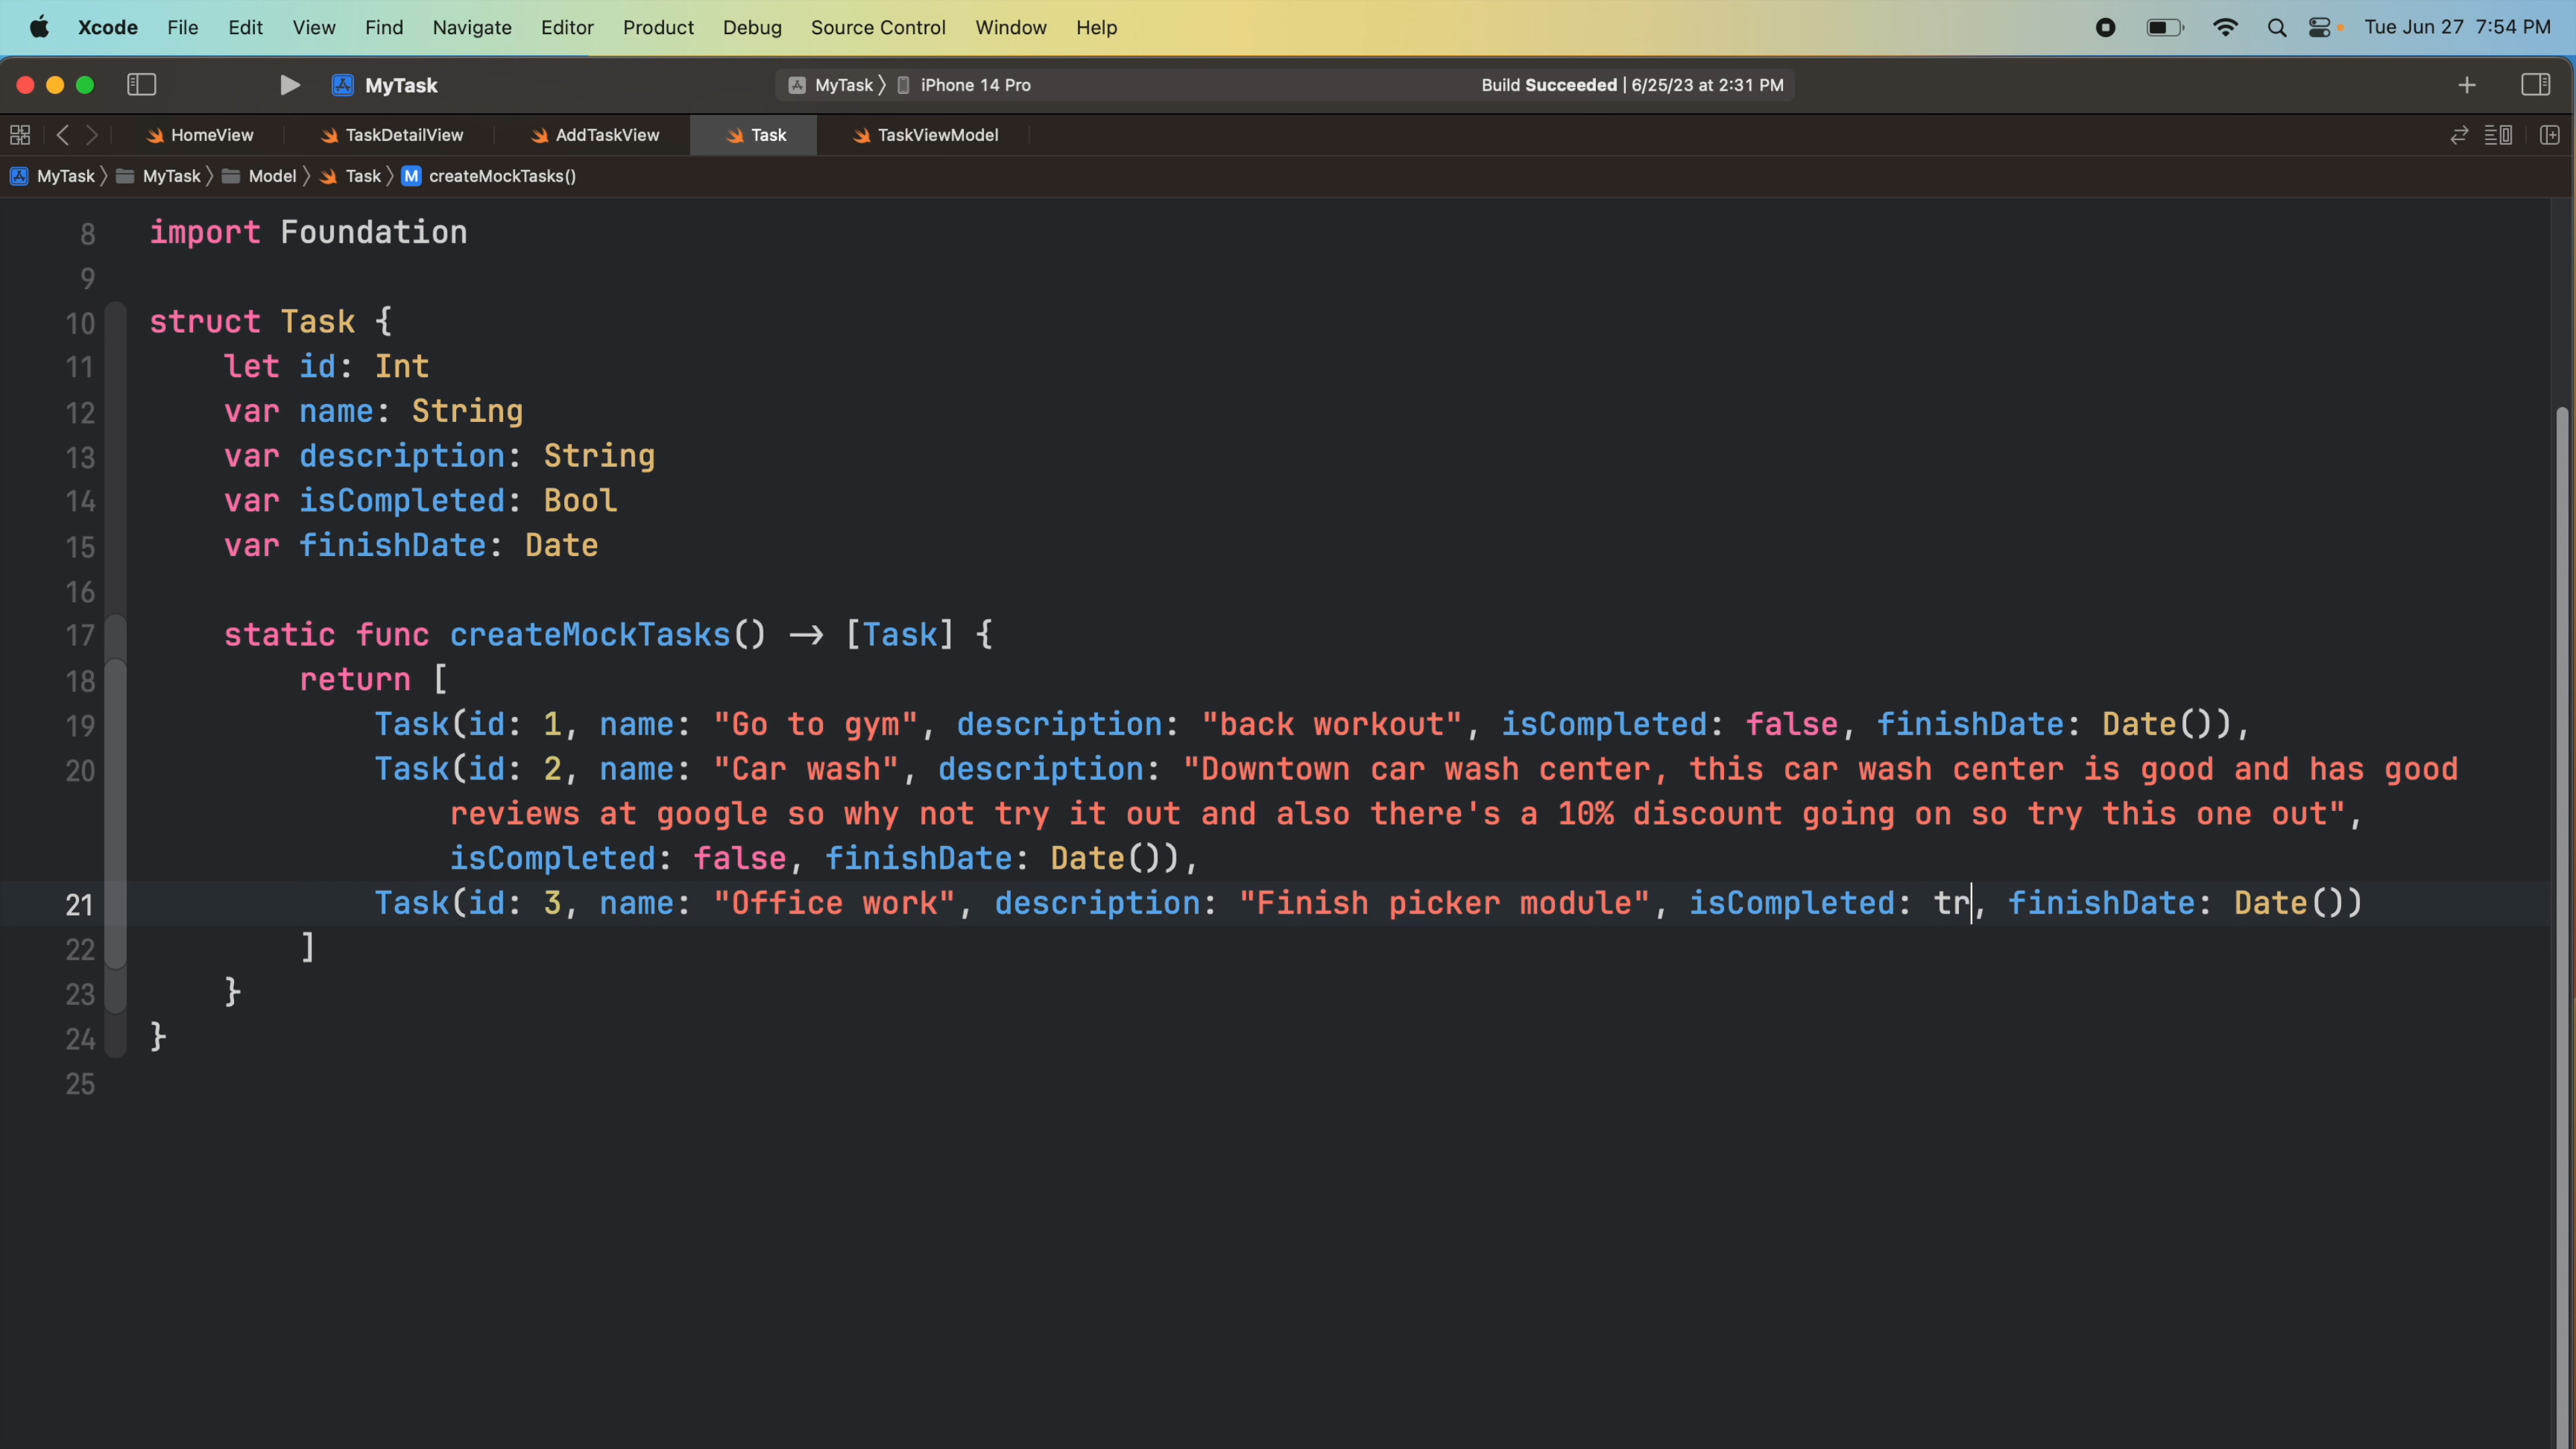 Xcode File Edit View Find Navigate Editor Product Debug Source Control Window Help Tue Jun 27 7:54 PM
MyTask MyTask 〉 iPhone 14 Pro Build Succeeded | 6/25/23 at 2:31 PM
HomeView TaskDetailView AddTaskView Task TaskViewModel
MyTask 〉 MyTask 〉 Model 〉 Task 〉 M createMockTasks()
8 import Foundation
9
10 struct Task {
11 let id: Int
12 var name: String
13 var description: String
14 var isCompleted: Bool
15 var finishDate: Date
16
17 static func createMockTasks() → [Task] {
18 return [
19 Task(id: 1, name: "Go to gym", description: "back workout", isCompleted: false, finishDate: Date()),
20 Task(id: 2, name: "Car wash", description: "Downtown car wash center, this car wash center is good and has good
reviews at google so why not try it out and also there's a 10% discount going on so try this one out",
isCompleted: false, finishDate: Date()),
21 Task(id: 3, name: "Office work", description: "Finish picker module", isCompleted: tr, finishDate: Date())
22 ]
23 }
24 }
25